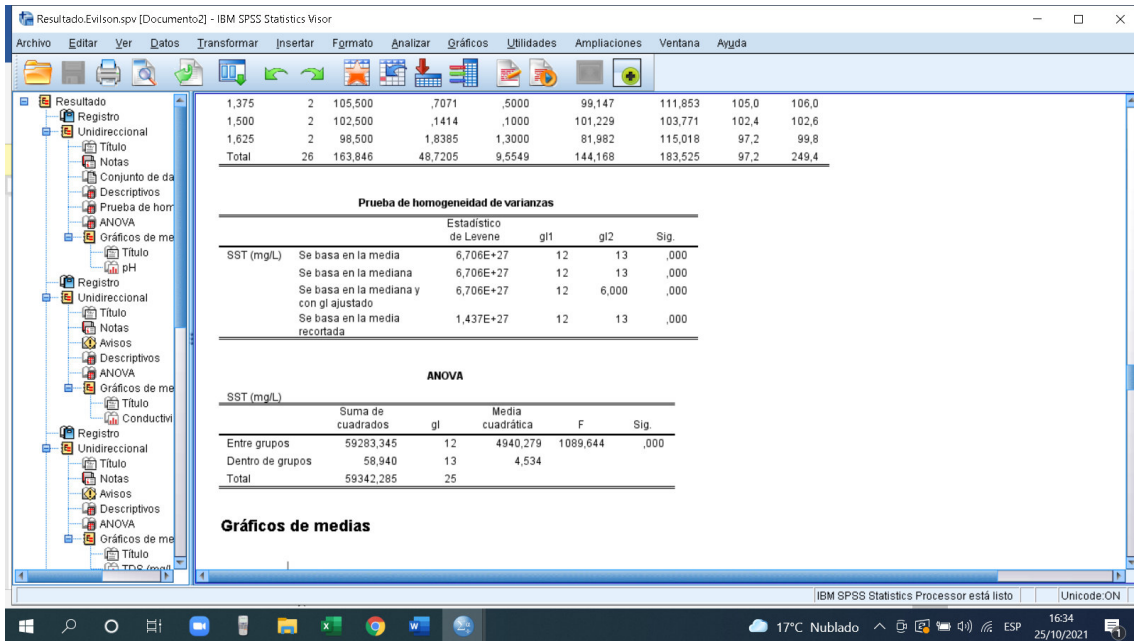 Resultado.Evilson.spv [Documento2] - IBM SPSS Statistics Visor
Archivo Editar Ver Datos Transformar Insertar Formato Analizar Gráficos Utilidades Ampliaciones Ventana Ayuda
Resultado
Registro
Unidireccional
Título
Notas
Conjunto de da
Descriptivos
Prueba de hom
ANOVA
Gráficos de me
Título
pH
Registro
Unidireccional
Título
Notas
Avisos
Descriptivos
ANOVA
Gráficos de me
Título
Conductivi
Registro
Unidireccional
Título
Notas
Avisos
Descriptivos
ANOVA
Gráficos de me
Título
TDS (mg/l
1,375 2 105,500 ,7071 ,5000 99,147 111,853 105,0 106,0
1,500 2 102,500 ,1414 ,1000 101,229 103,771 102,4 102,6
1,625 2 98,500 1,8385 1,3000 81,982 115,018 97,2 99,8
Total 26 163,846 48,7205 9,5549 144,168 183,525 97,2 249,4
Prueba de homogeneidad de varianzas
Estadístico
de Levene gl1 gl2 Sig.
SST (mg/L) Se basa en la media 6,706E+27 12 13 ,000
Se basa en la mediana 6,706E+27 12 13 ,000
Se basa en la mediana y
con gl ajustado 6,706E+27 12 6,000 ,000
Se basa en la media
recortada 1,437E+27 12 13 ,000
ANOVA
SST (mg/L)
Suma de
cuadrados gl Media
cuadrática F Sig.
Entre grupos 59283,345 12 4940,279 1089,644 ,000
Dentro de grupos 58,940 13 4,534
Total 59342,285 25
Gráficos de medias
IBM SPSS Statistics Processor está listo Unicode:ON
17°C Nublado ESP 16:34
25/10/2021